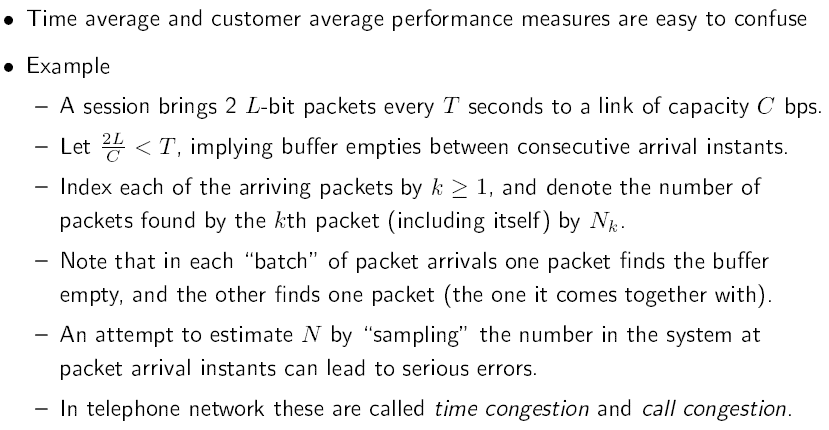 • Time average and customer average performance measures are easy to confuse
• Example
– A session brings 2 L-bit packets every T seconds to a link of capacity C bps.
– Let 2L/C < T, implying buffer empties between consecutive arrival instants.
– Index each of the arriving packets by k ≥ 1, and denote the number of
packets found by the kth packet (including itself) by N_k.
– Note that in each “batch” of packet arrivals one packet finds the buffer
empty, and the other finds one packet (the one it comes together with).
– An attempt to estimate N by “sampling” the number in the system at
packet arrival instants can lead to serious errors.
– In telephone network these are called time congestion and call congestion.